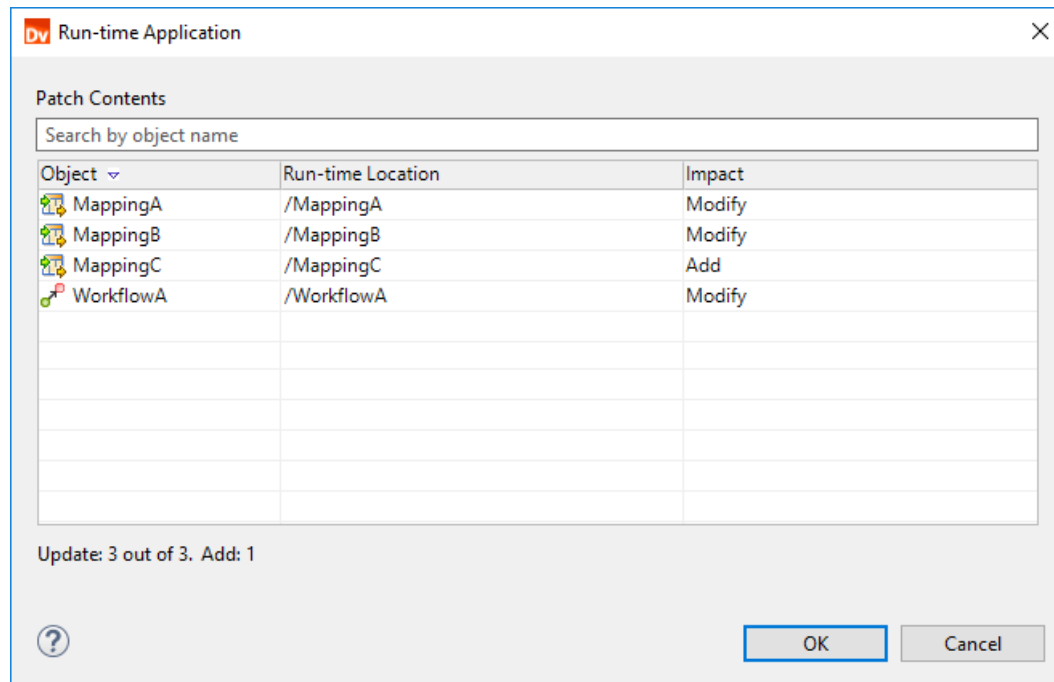 Dv Run-time Application
Patch Contents
Search by object name
Object Run-time Location Impact
MappingA /MappingA Modify
MappingB /MappingB Modify
MappingC /MappingC Add
WorkflowA /WorkflowA Modify
Update: 3 out of 3. Add: 1
? OK Cancel